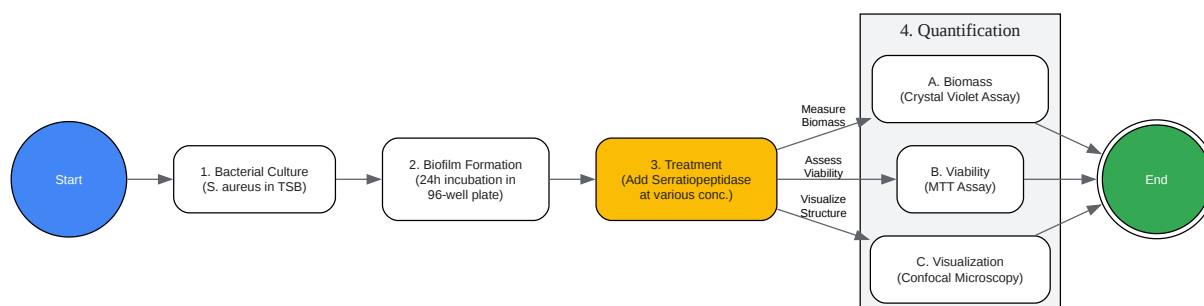 Start
1. Bacterial Culture
(S. aureus in TSB)
2. Biofilm Formation
(24h incubation in
96-well plate)
3. Treatment
(Add Serratiopeptidase
at various conc.)
Measure
Biomass
Assess
Viability
Visualize
Structure
4. Quantification
A. Biomass
(Crystal Violet Assay)
B. Viability
(MTT Assay)
C. Visualization
(Confocal Microscopy)
End